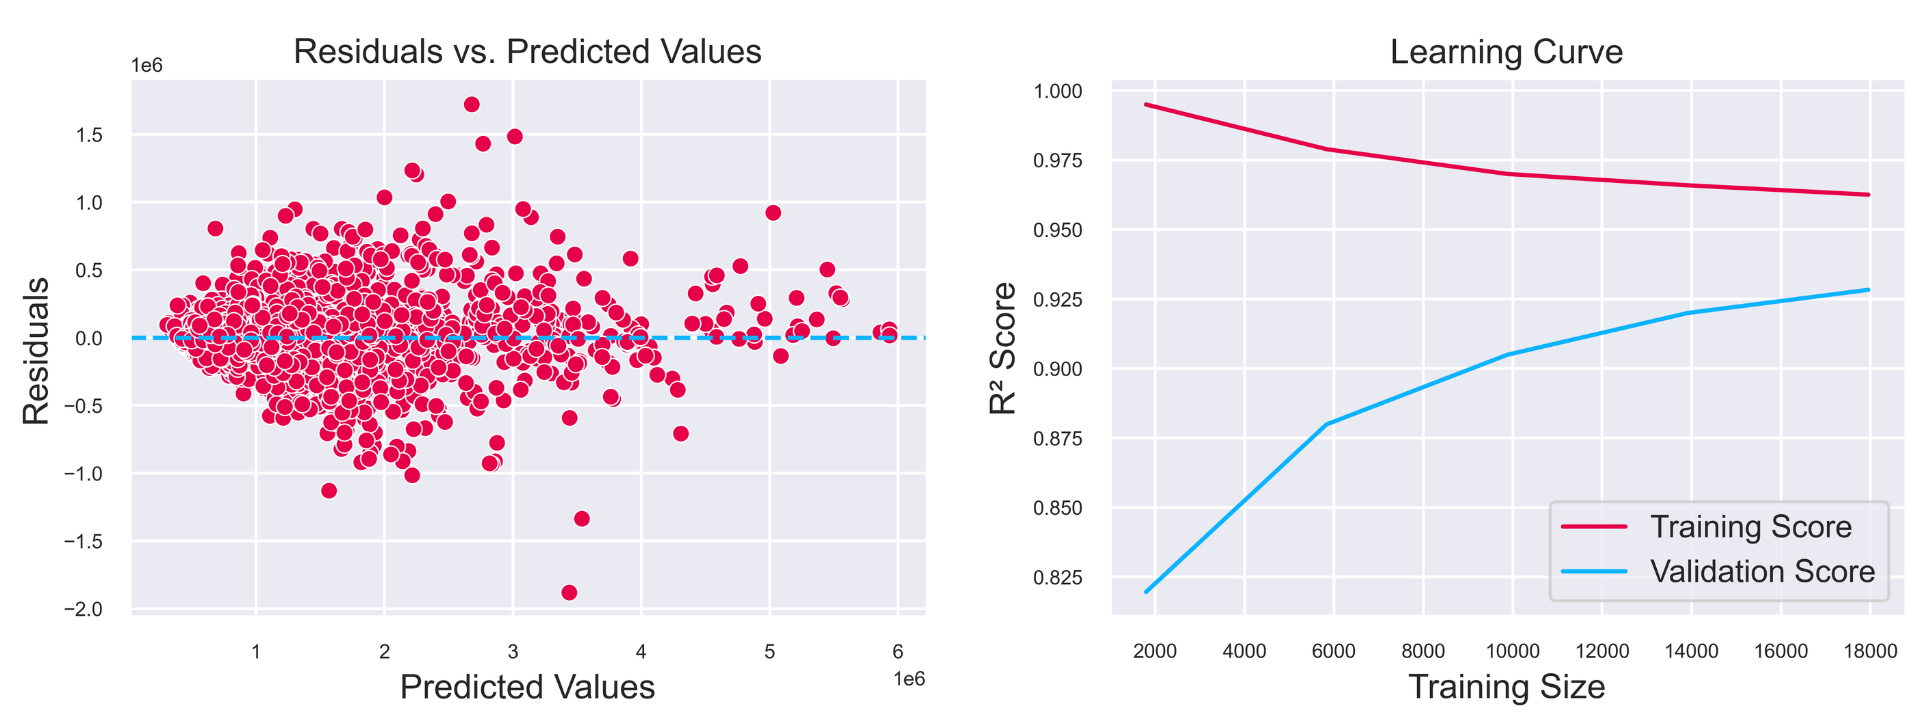 Residuals vs. Predicted Values
1e6
1.5
1.0
0.5
0.0
−0.5
−1.0
−1.5
−2.0
Residuals
1 2 3 4 5 6
1e6
Predicted Values
Learning Curve
1.000
0.975
0.950
0.925
0.900
0.875
0.850
0.825
R² Score
Training Score
Validation Score
2000 4000 6000 8000 10000 12000 14000 16000 18000
Training Size